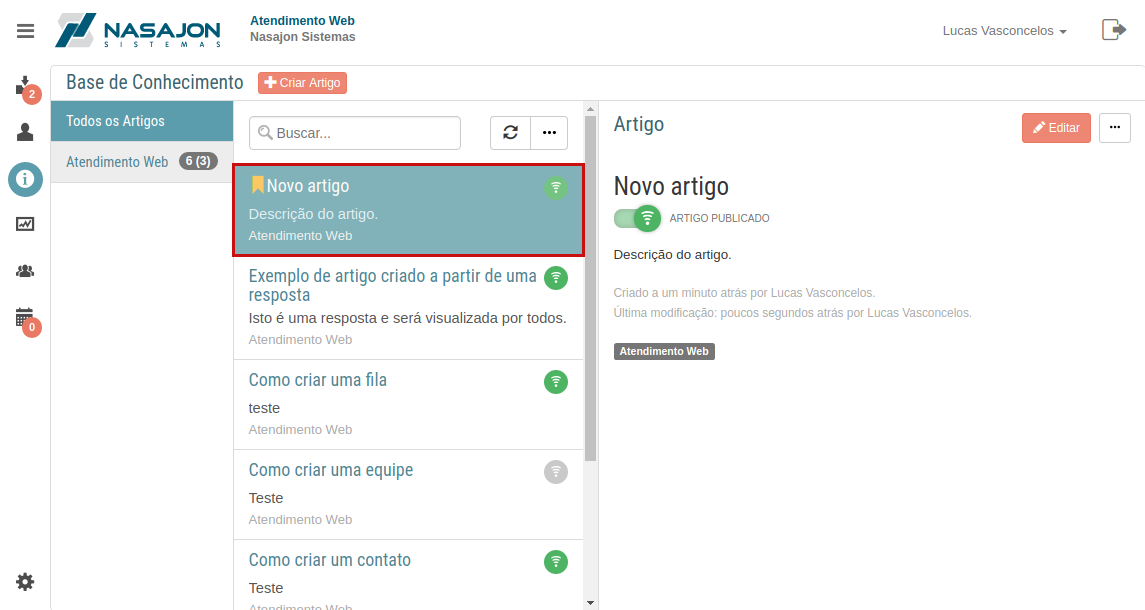 NASAJON
SISTEMAS
Atendimento Web
Nasajon Sistemas
Lucas Vasconcelos
2
0
Base de Conhecimento
Criar Artigo
Todos os Artigos
Atendimento Web 6 (3)
Buscar...
Novo artigo
Descrição do artigo.
Atendimento Web
Exemplo de artigo criado a partir de uma
resposta
Isto é uma resposta e será visualizada por todos.
Atendimento Web
Como criar uma fila
teste
Atendimento Web
Como criar uma equipe
Teste
Atendimento Web
Como criar um contato
Teste
Atendimento Web
Artigo
Editar
Novo artigo
ARTIGO PUBLICADO
Descrição do artigo.
Criado a um minuto atrás por Lucas Vasconcelos.
Última modificação: poucos segundos atrás por Lucas Vasconcelos.
Atendimento Web